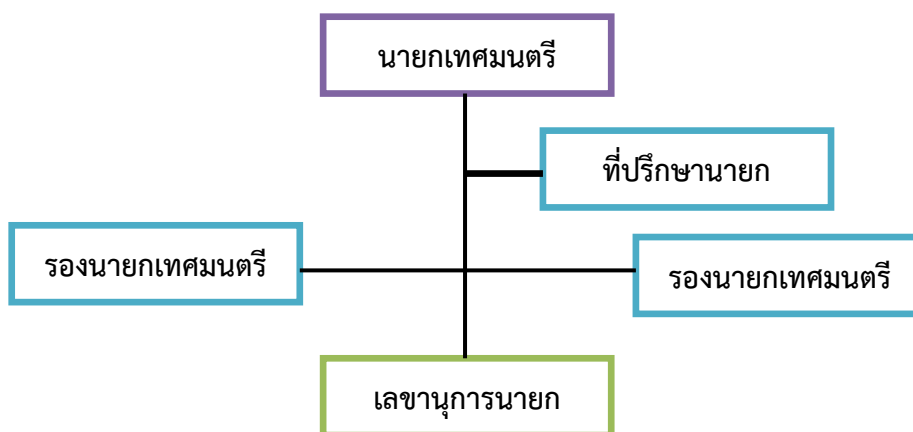 นายกเทศมนตรี
ที่ปรึกษานายก
รองนายกเทศมนตรี
รองนายกเทศมนตรี
เลขานุการนายก